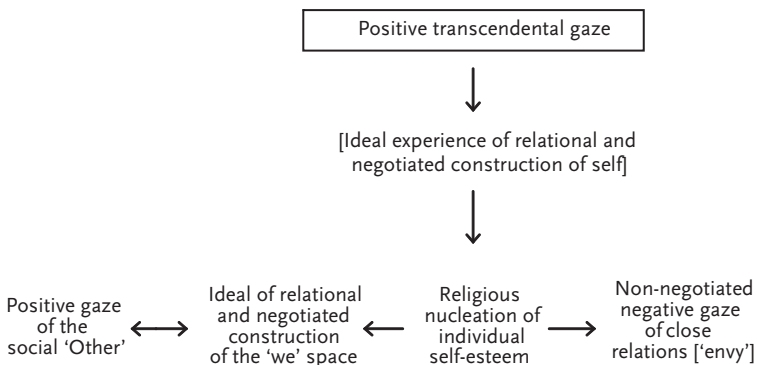 Positive transcendental gaze
[Ideal experience of relational and
negotiated construction of self]
Positive gaze
of the
social ‘Other’
Ideal of relational
and negotiated
construction
of the ‘we’ space
Religious
nucleation of
individual
self-esteem
Non-negotiated
negative gaze
of close
relations [‘envy’]